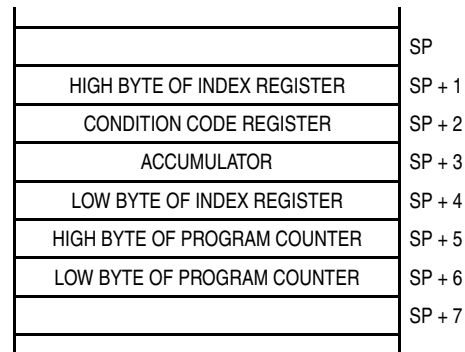 SP
HIGH BYTE OF INDEX REGISTER SP + 1
CONDITION CODE REGISTER SP + 2
ACCUMULATOR SP + 3
LOW BYTE OF INDEX REGISTER SP + 4
HIGH BYTE OF PROGRAM COUNTER SP + 5
LOW BYTE OF PROGRAM COUNTER SP + 6
SP + 7